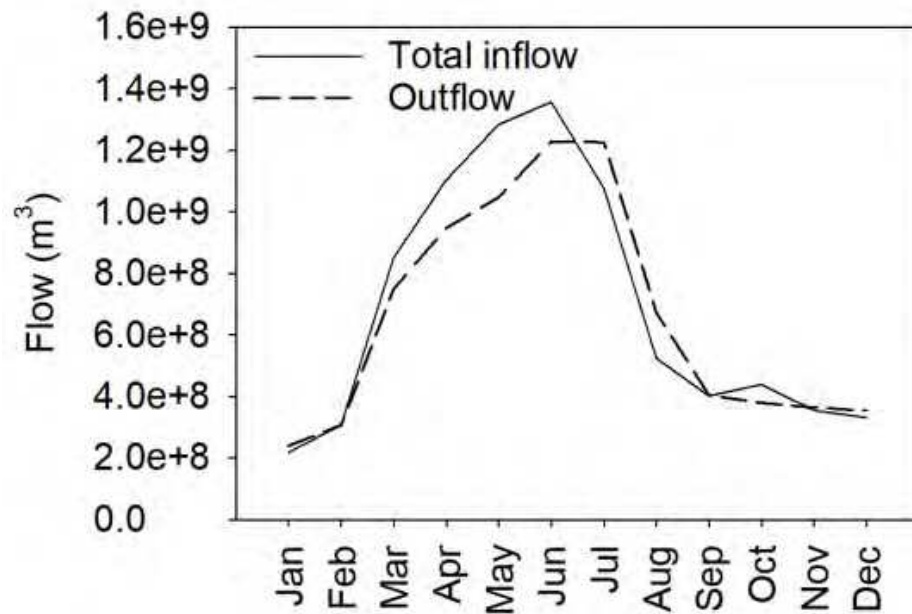 1.6e+9
1.4e+9
1.2e+9
1.0e+9
8.0e+8
6.0e+8
4.0e+8
2.0e+8
0.0
Flow (m³)
Total inflow
Outflow
Jan
Feb
Mar
Apr
May
Jun
Jul
Aug
Sep
Oct
Nov
Dec